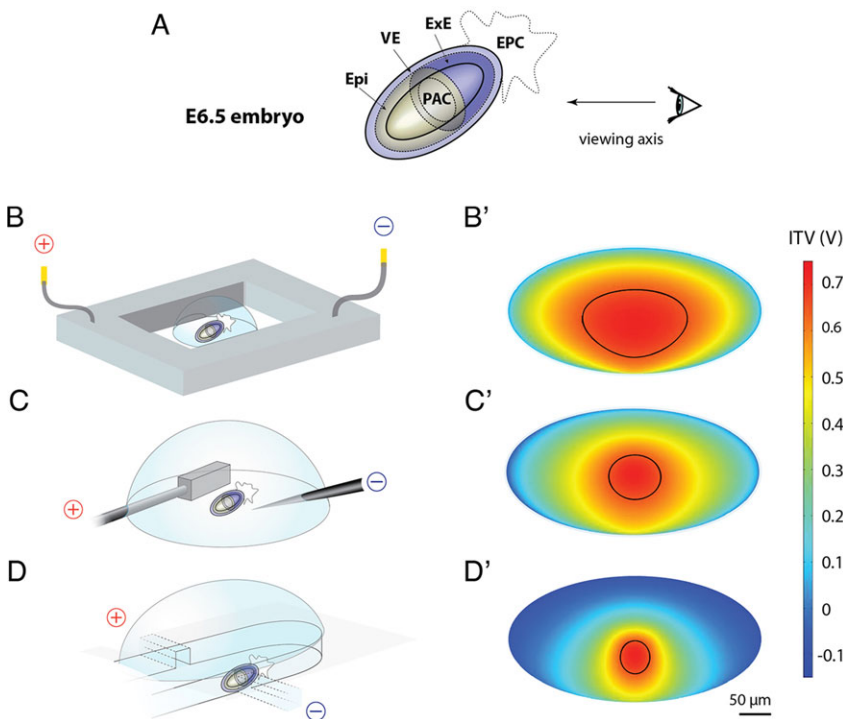 A
VE
ExE
EPC
Epi
PAC
E6.5 embryo
viewing axis
B
+
−
B'
ITV (V)
0.7
0.6
0.5
0.4
0.3
0.2
0.1
0
-0.1
C
+
−
C'
D
+
−
D'
50 µm